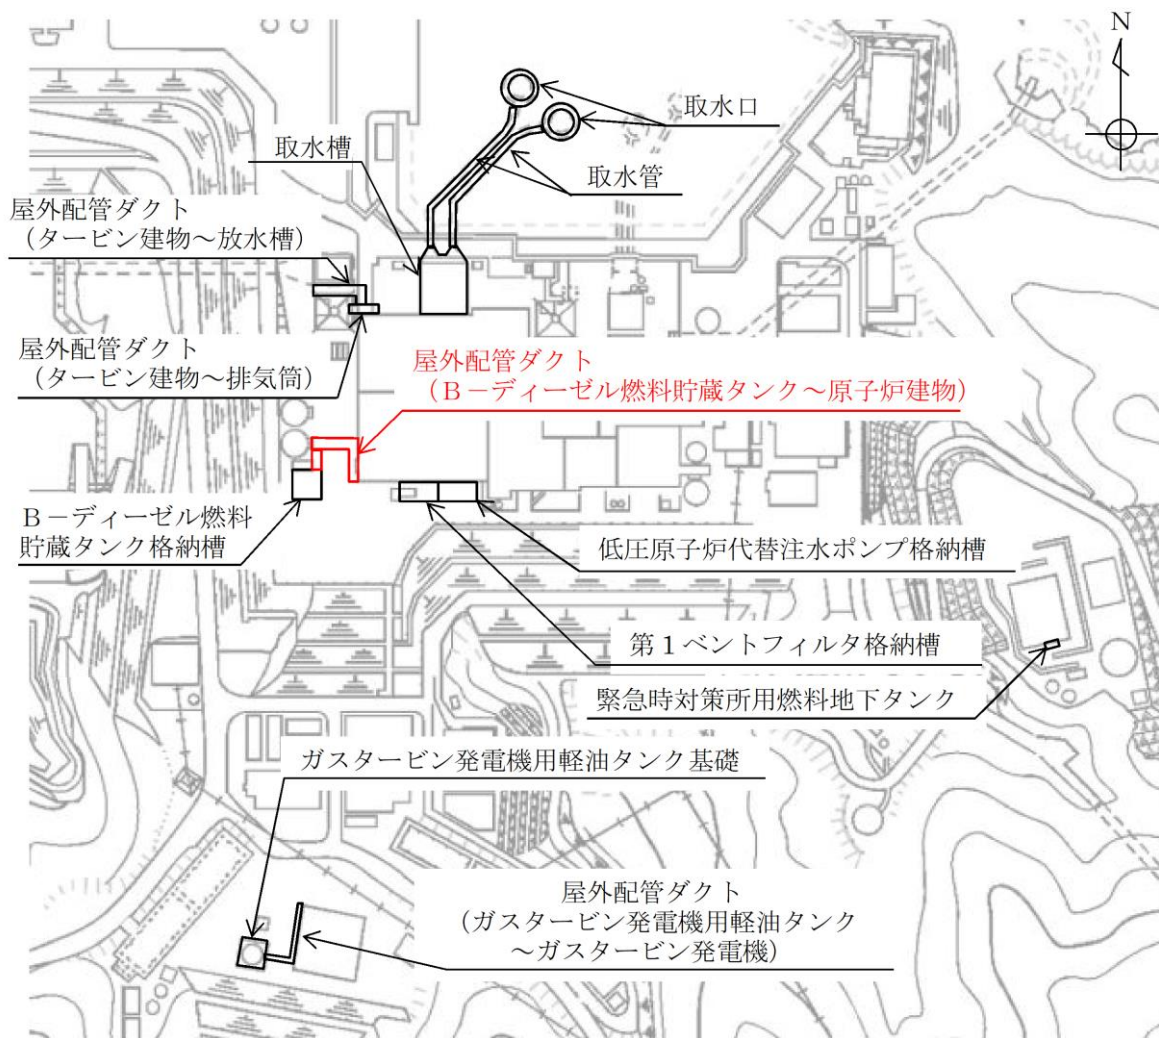 N
取水口
取水槽
取水管
屋外配管ダクト
(タービン建物~放水槽)
屋外配管ダクト
(タービン建物~排気筒)
屋外配管ダクト
(B-ディーゼル燃料貯蔵タンク~原子炉建物)
B-ディーゼル燃料
貯蔵タンク格納槽
低圧原子炉代替注水ポンプ格納槽
第1ベントフィルタ格納槽
緊急時対策所用燃料地下タンク
ガスタービン発電機用軽油タンク基礎
屋外配管ダクト
(ガスタービン発電機用軽油タンク
~ガスタービン発電機)